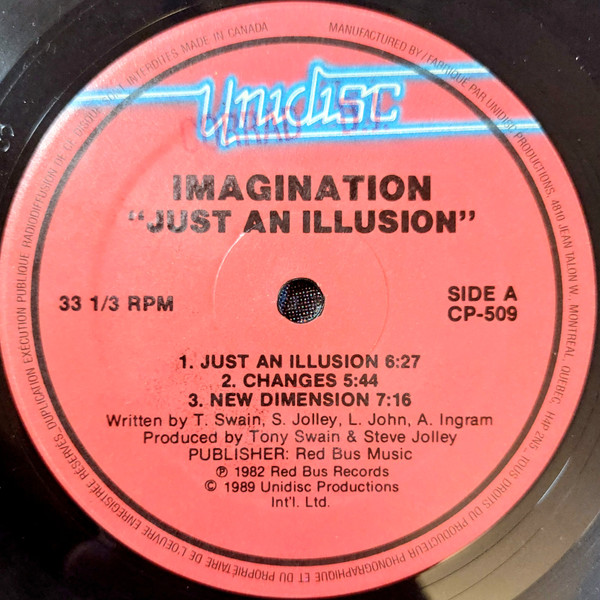 MADE IN CANADA
MANUFACTURED BY / FABRIQUÉ PAR UNIDISC PRODUCTIONS, 4810 JEAN TALON W., MONTREAL, QUEBEC, H4P 2N5
TOUS DROITS DU PRODUCTEUR PHONOGRAPHIQUE ET DU PROPRIÉTAIRE DE L'OEUVRE ENREGISTRÉE RÉSERVÉS, DUPLICATION EXÉCUTION PUBLIQUE RADIODIFFUSION DE CE DISQUE INTERDITES.
Unidisc
IMAGINATION
"JUST AN ILLUSION"
33 1/3 RPM
SIDE A
CP-509
1. JUST AN ILLUSION 6:27
2. CHANGES 5:44
3. NEW DIMENSION 7:16
Written by T. Swain, S. Jolley, L. John, A. Ingram
Produced by Tony Swain & Steve Jolley
PUBLISHER: Red Bus Music
℗ 1982 Red Bus Records
© 1989 Unidisc Productions
Int'l. Ltd.